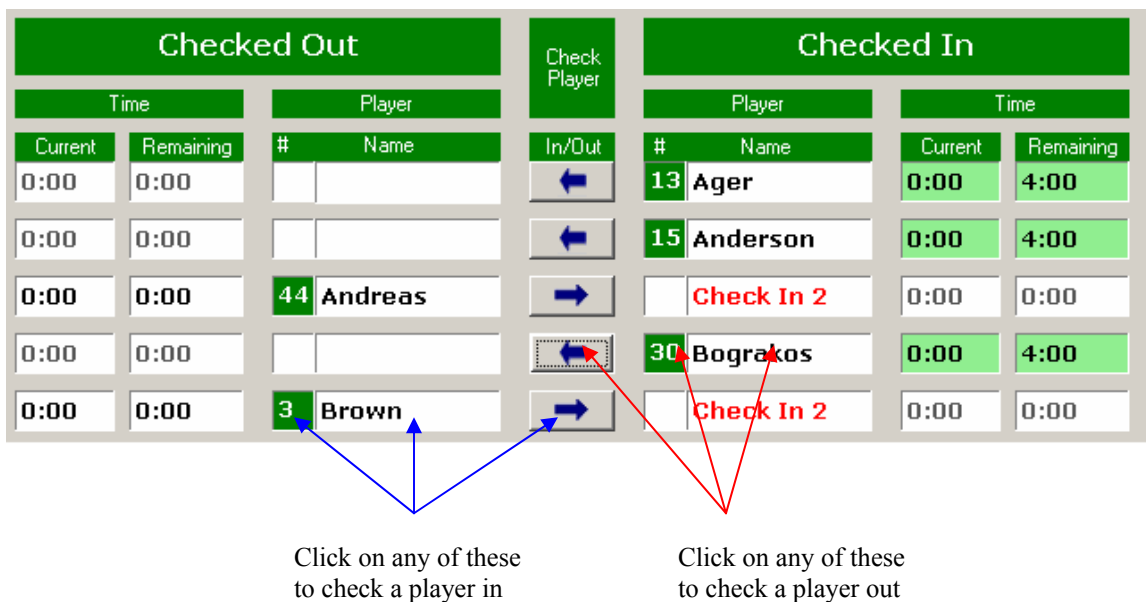 Checked Out Check Player Checked In
Time Player Player Time
Current Remaining # Name In/Out # Name Current Remaining
0:00 0:00 13 Ager 0:00 4:00
0:00 0:00 15 Anderson 0:00 4:00
0:00 0:00 44 Andreas Check In 2 0:00 0:00
0:00 0:00 30 Bograkos 0:00 4:00
0:00 0:00 3 Brown Check In 2 0:00 0:00
Click on any of these
to check a player in
Click on any of these
to check a player out